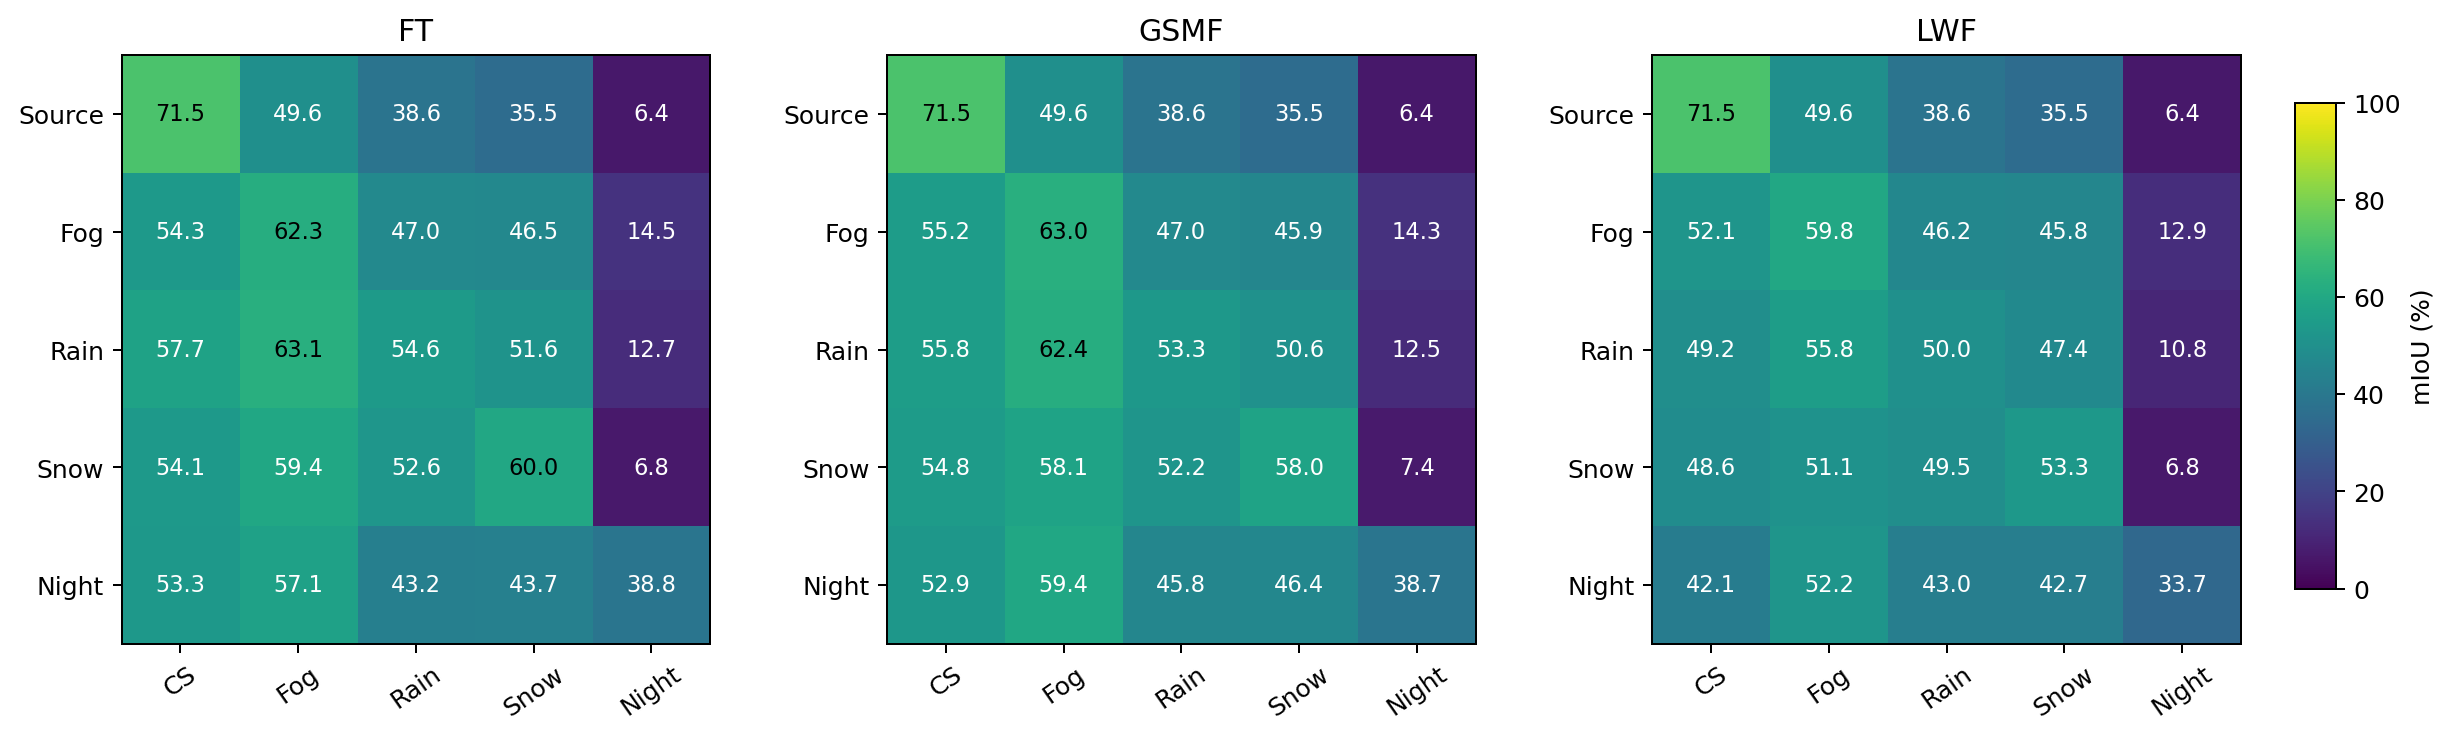 FT GSMF LWF
Source 71.5 49.6 38.6 35.5 6.4 Source 71.5 49.6 38.6 35.5 6.4 Source 71.5 49.6 38.6 35.5 6.4 100
Fog 54.3 62.3 47.0 46.5 14.5 Fog 55.2 63.0 47.0 45.9 14.3 Fog 52.1 59.8 46.2 45.8 12.9 80
Rain 57.7 63.1 54.6 51.6 12.7 Rain 55.8 62.4 53.3 50.6 12.5 Rain 49.2 55.8 50.0 47.4 10.8 60
mIoU (%)
40
Snow 54.1 59.4 52.6 60.0 6.8 Snow 54.8 58.1 52.2 58.0 7.4 Snow 48.6 51.1 49.5 53.3 6.8 20
Night 53.3 57.1 43.2 43.7 38.8 Night 52.9 59.4 45.8 46.4 38.7 Night 42.1 52.2 43.0 42.7 33.7 0
CS Fog Rain Snow Night CS Fog Rain Snow Night CS Fog Rain Snow Night